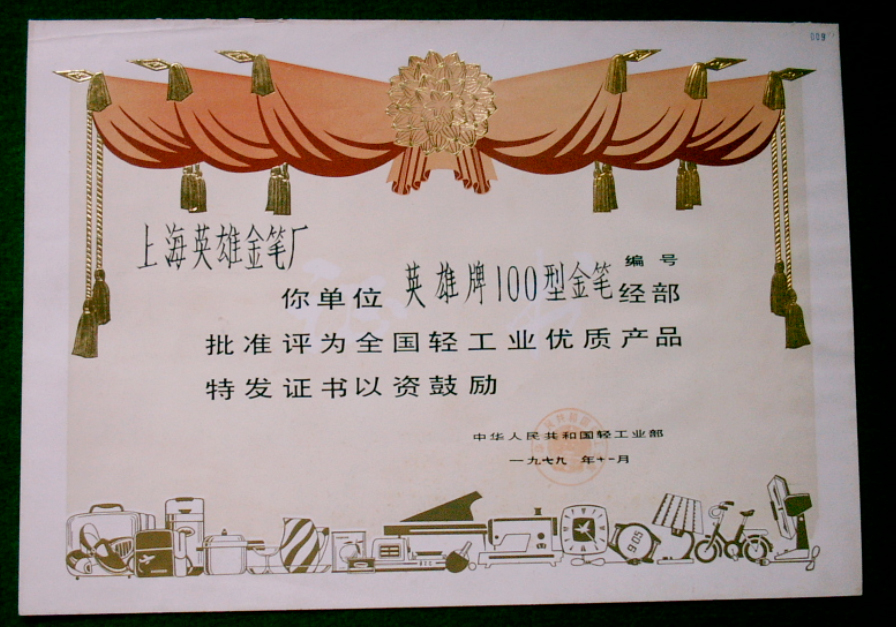 009
上海英雄金笔厂
编号
你单位 英雄牌100型金笔 经部
批准评为全国轻工业优质产品
特发证书以资鼓励
中华人民共和国轻工业部
一九七九 年十一月